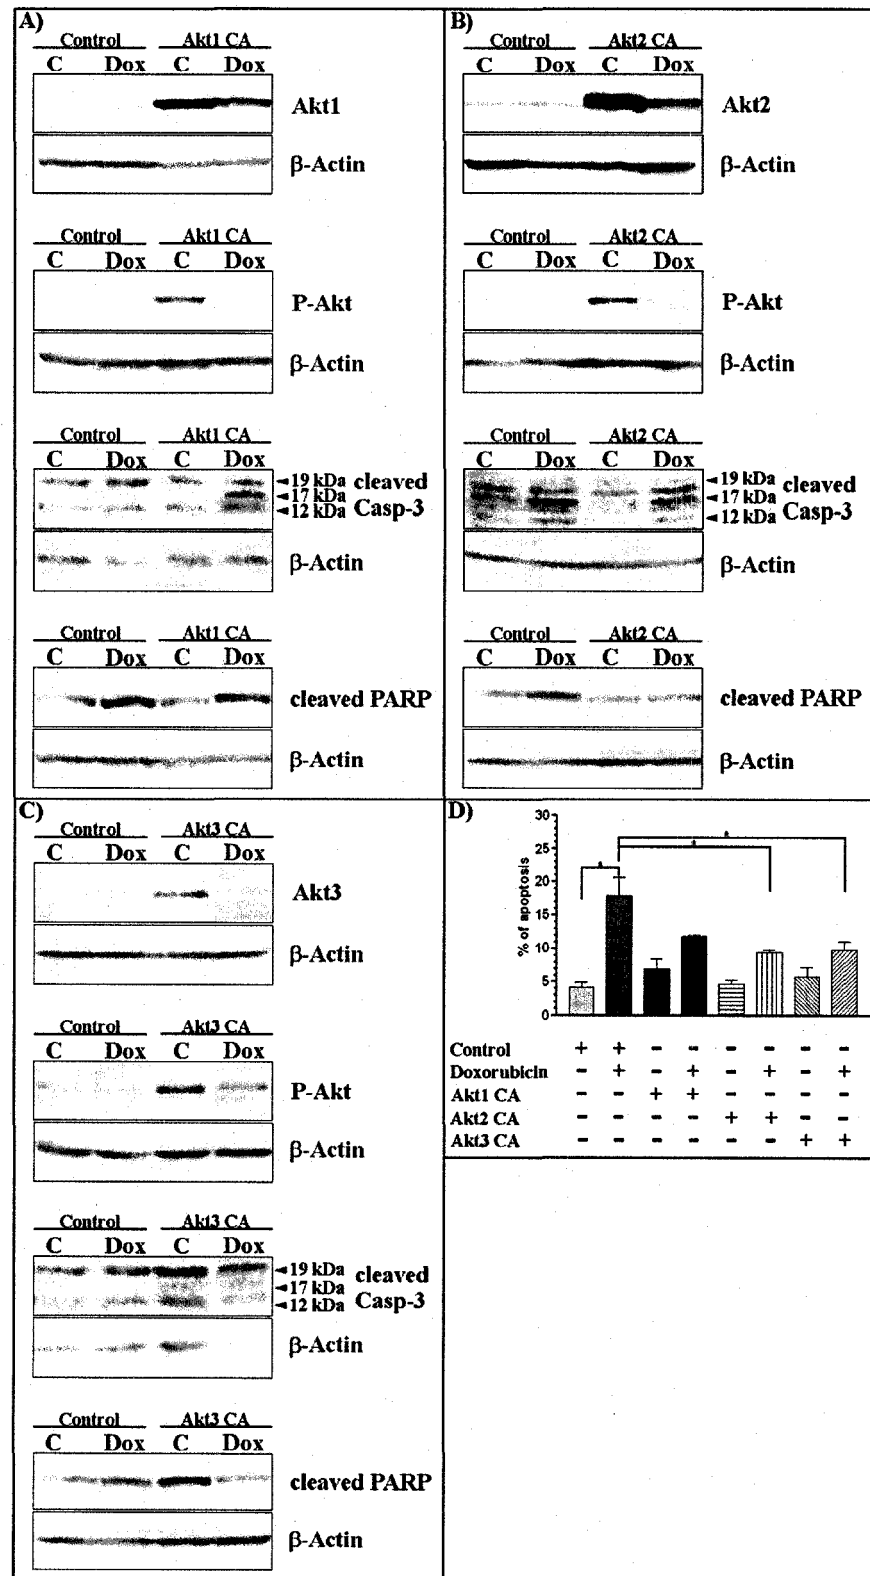 A)
Control Akt1 CA
C Dox C Dox
Akt1
β-Actin
Control Akt1 CA
C Dox C Dox
P-Akt
β-Actin
Control Akt1 CA
C Dox C Dox
◄19 kDa cleaved
◄17 kDa
◄12 kDa Casp-3
β-Actin
Control Akt1 CA
C Dox C Dox
cleaved PARP
β-Actin
B)
Control Akt2 CA
C Dox C Dox
Akt2
β-Actin
Control Akt2 CA
C Dox C Dox
P-Akt
β-Actin
Control Akt2 CA
C Dox C Dox
◄19 kDa cleaved
◄17 kDa
◄12 kDa Casp-3
β-Actin
Control Akt2 CA
C Dox C Dox
cleaved PARP
β-Actin
C)
Control Akt3 CA
C Dox C Dox
Akt3
β-Actin
Control Akt3 CA
C Dox C Dox
P-Akt
β-Actin
Control Akt3 CA
C Dox C Dox
◄19 kDa cleaved
◄17 kDa
◄12 kDa Casp-3
β-Actin
Control Akt3 CA
C Dox C Dox
cleaved PARP
β-Actin
D)
% of apoptosis
30
25
20
15
10
5
0
Control + + - - - - - -
Doxorubicin - + - + - + - +
Akt1 CA - - + + - - - -
Akt2 CA - - - - + + - -
Akt3 CA - - - - - - + +